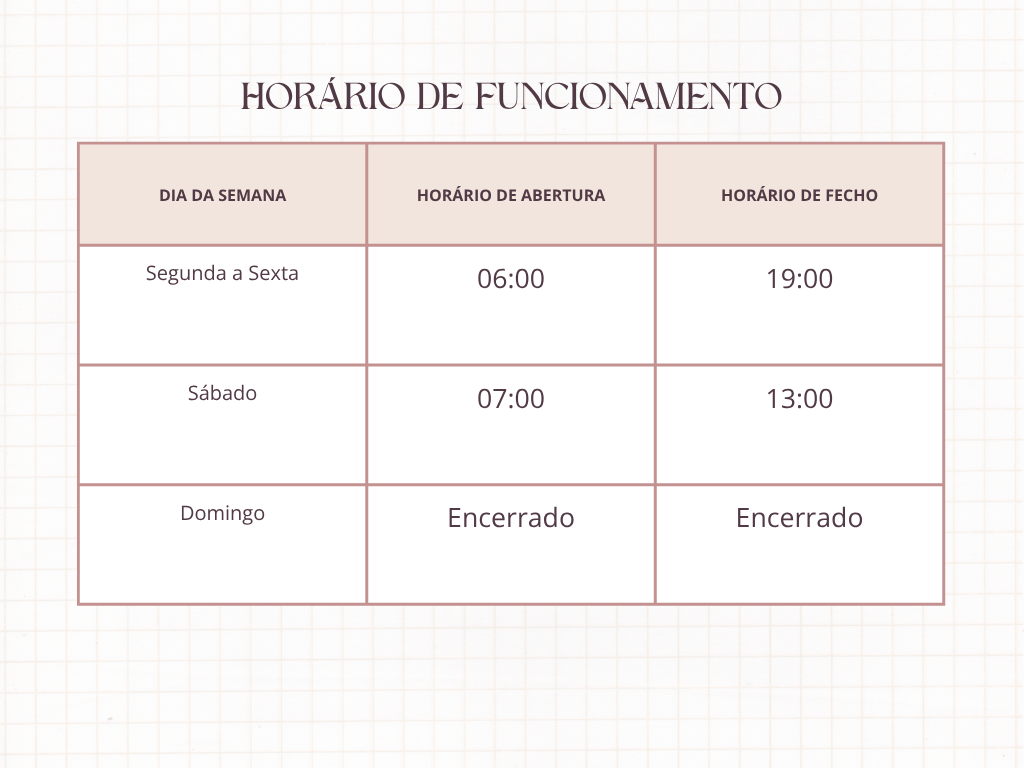 HORÁRIO DE FUNCIONAMENTO
DIA DA SEMANA HORÁRIO DE ABERTURA HORÁRIO DE FECHO
Segunda a Sexta 06:00 19:00
Sábado 07:00 13:00
Domingo Encerrado Encerrado